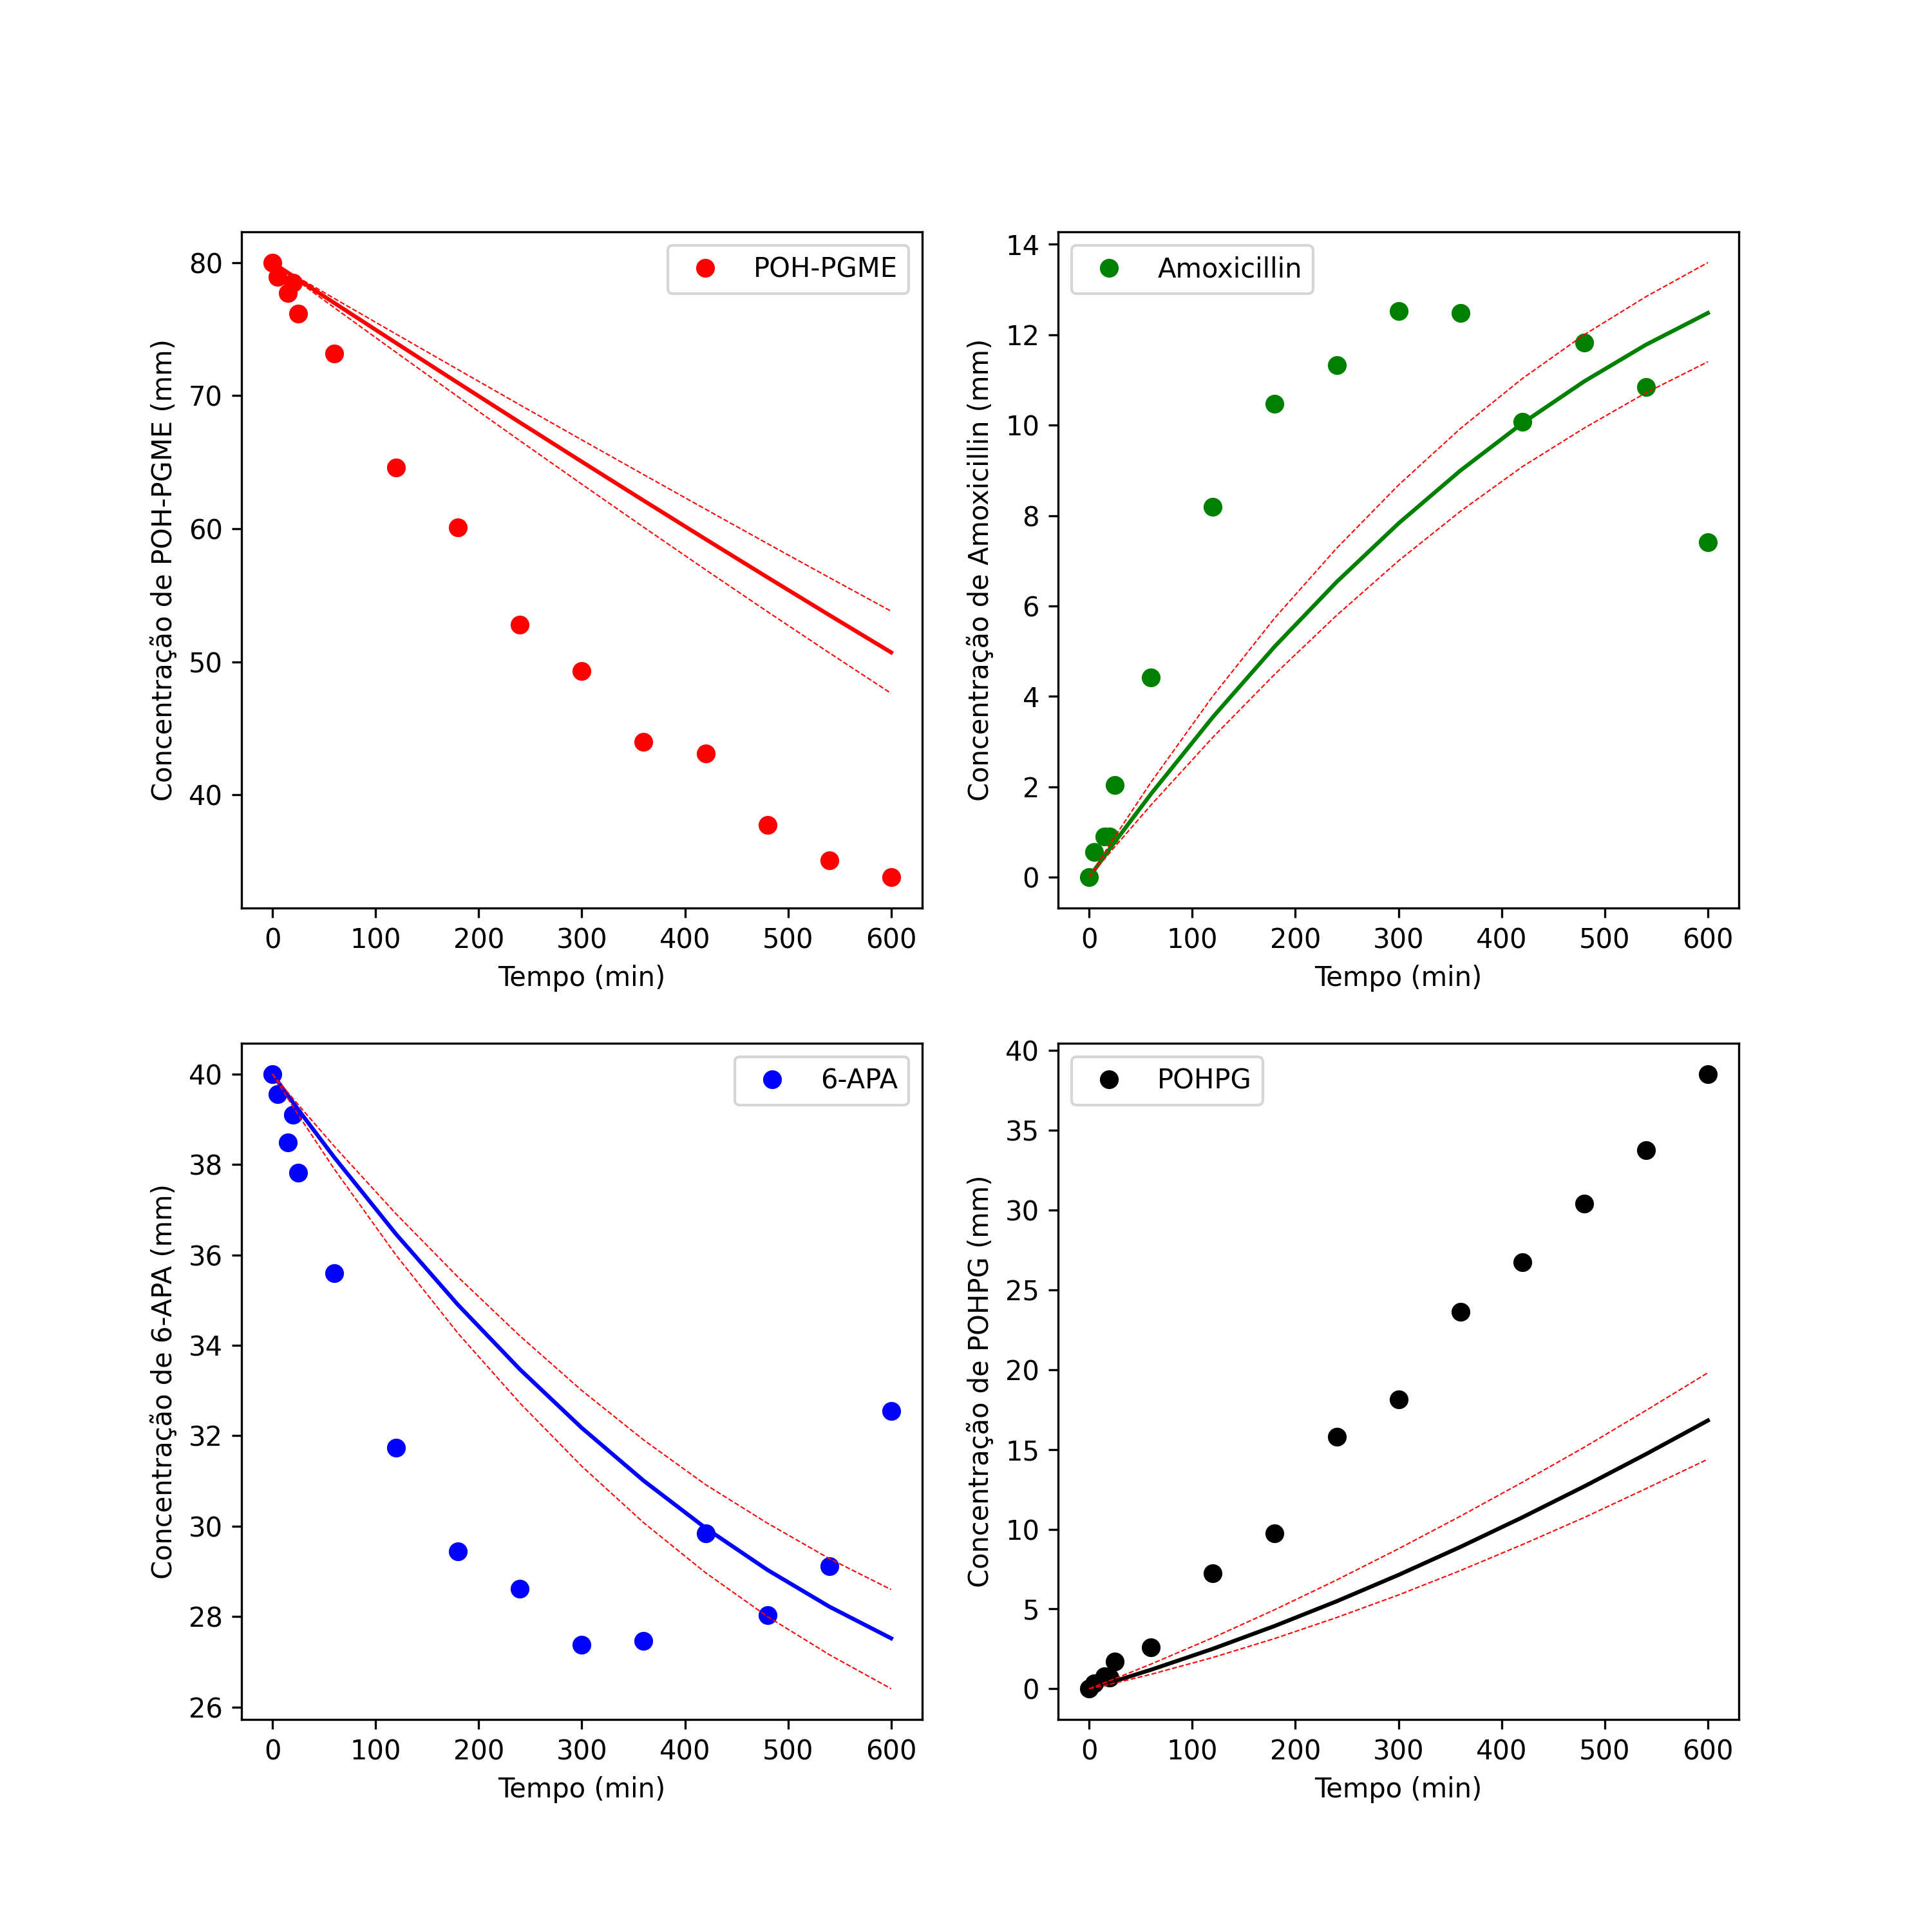 POH-PGME
80
70
60
50
40
Concentração de POH-PGME (mm)
0 100 200 300 400 500 600
Tempo (min)
Amoxicillin
14
12
10
8
6
4
2
0
Concentração de Amoxicillin (mm)
0 100 200 300 400 500 600
Tempo (min)
6-APA
40
38
36
34
32
30
28
26
Concentração de 6-APA (mm)
0 100 200 300 400 500 600
Tempo (min)
POHPG
40
35
30
25
20
15
10
5
0
Concentração de POHPG (mm)
0 100 200 300 400 500 600
Tempo (min)